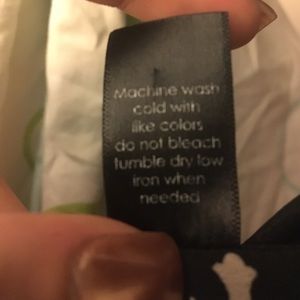 Machine wash
cold with
like colors
do not bleach
tumble dry low
iron when
needed